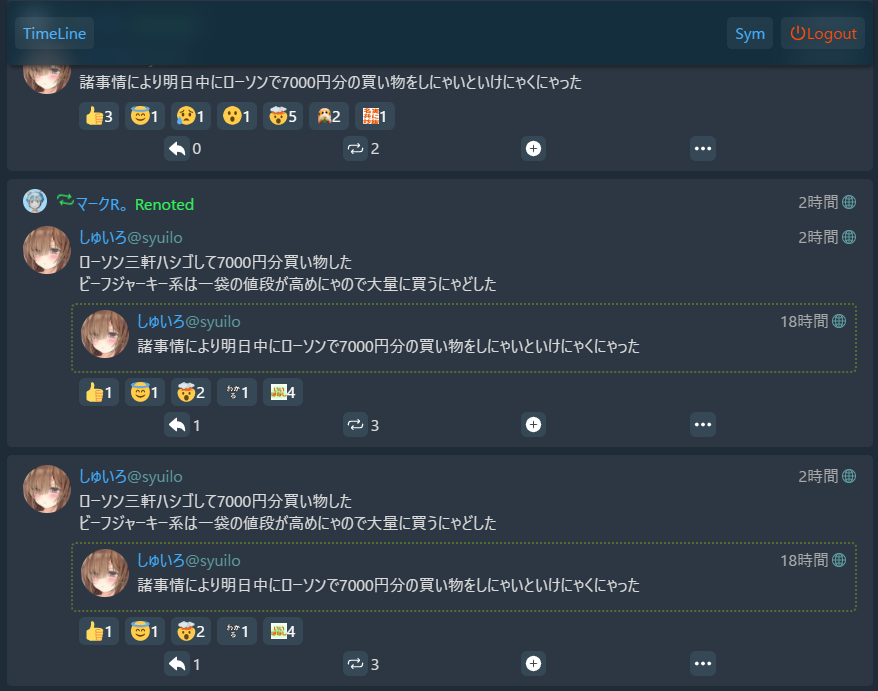 TimeLine
Sym
Logout
諸事情により明日中にローソンで7000円分の買い物をしにゃいといけにゃくにゃった
3 1 1 1 5 2 1
0 2
マークR。 Renoted 2時間
しゅいろ@syuilo 2時間
ローソン三軒ハシゴして7000円分買い物した
ビーフジャーキー系は一袋の値段が高めにゃので大量に買うにゃどした
しゅいろ@syuilo 18時間
諸事情により明日中にローソンで7000円分の買い物をしにゃいといけにゃくにゃった
1 1 2 わかる 1 4
1 3
しゅいろ@syuilo 2時間
ローソン三軒ハシゴして7000円分買い物した
ビーフジャーキー系は一袋の値段が高めにゃので大量に買うにゃどした
しゅいろ@syuilo 18時間
諸事情により明日中にローソンで7000円分の買い物をしにゃいといけにゃくにゃった
1 1 2 わかる 1 4
1 3